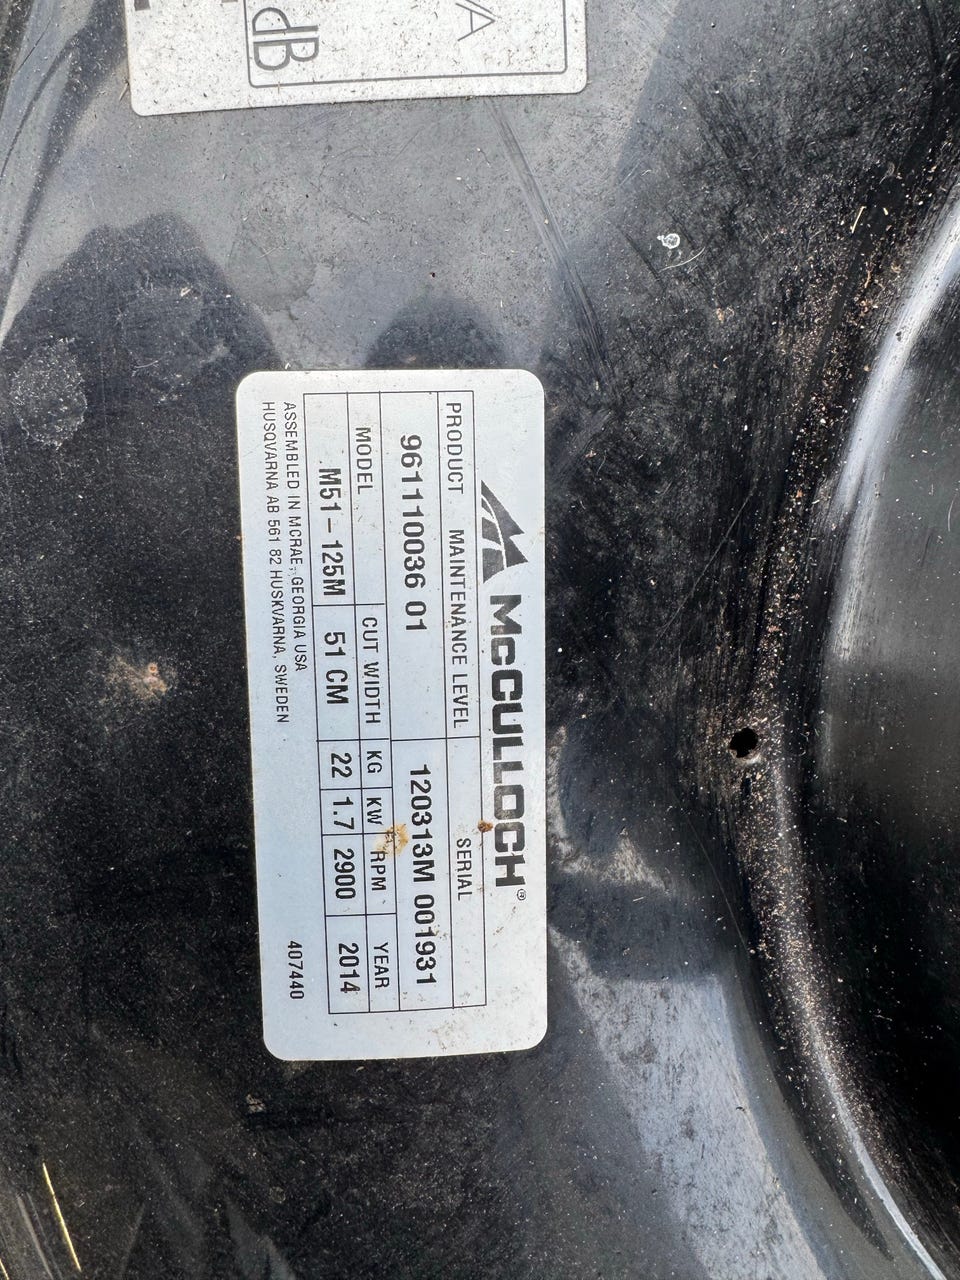 VA
dB
McCULLOCH®
PRODUCT MAINTENANCE LEVEL SERIAL
961110036 01 120313M 001931
MODEL CUT WIDTH KG KW RPM YEAR
M51-125M 51 CM 22 1.7 2900 2014
ASSEMBLED IN MCRAE, GEORGIA USA
HUSQVARNA AB 561 82 HUSKVARNA, SWEDEN
407440